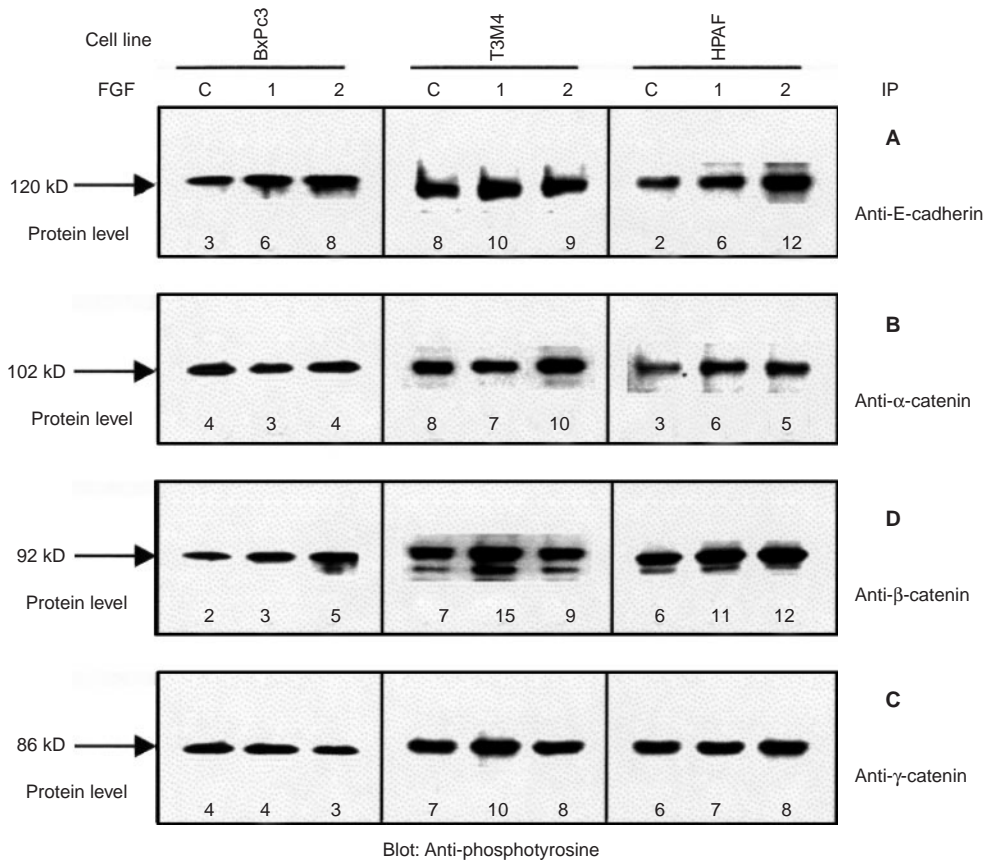 Cell line BxPc3 T3M4 HPAF
FGF C 1 2 C 1 2 C 1 2 IP
A
120 kD
Anti-E-cadherin
Protein level 3 6 8 8 10 9 2 6 12
B
102 kD
Anti-α-catenin
Protein level 4 3 4 8 7 10 3 6 5
D
92 kD
Anti-β-catenin
Protein level 2 3 5 7 15 9 6 11 12
C
86 kD
Anti-γ-catenin
Protein level 4 4 3 7 10 8 6 7 8
Blot: Anti-phosphotyrosine